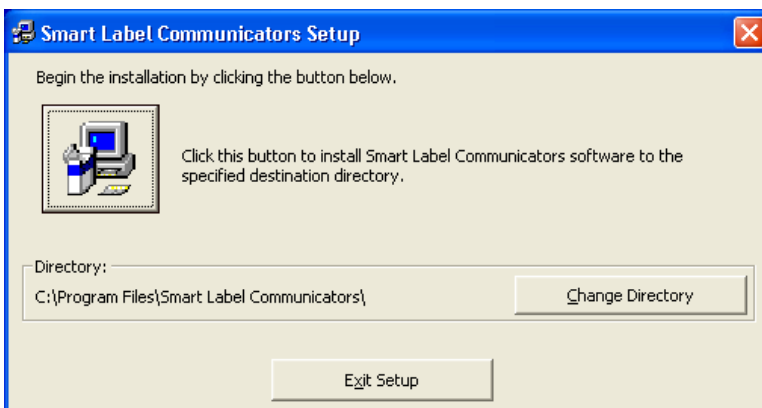 Smart Label Communicators Setup
Begin the installation by clicking the button below.
Click this button to install Smart Label Communicators software to the
specified destination directory.
Directory:
C:\Program Files\Smart Label Communicators\
Change Directory
Exit Setup